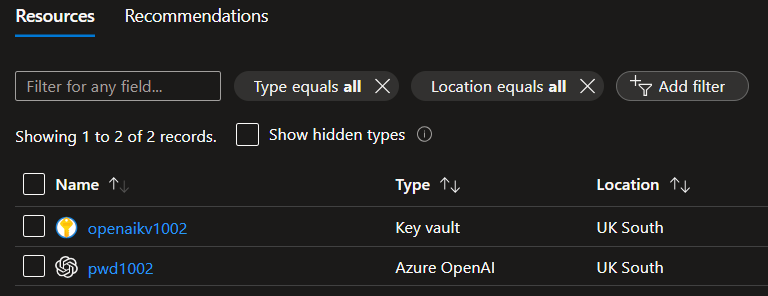 Resources Recommendations
Filter for any field... Type equals all Location equals all Add filter
Showing 1 to 2 of 2 records. Show hidden types
Name Type Location
openaikv1002 Key vault UK South
pwd1002 Azure OpenAI UK South